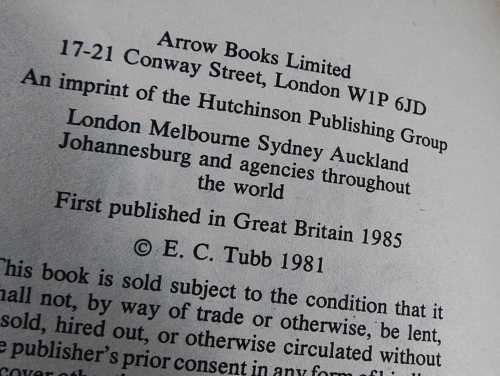 Arrow Books Limited
17-21 Conway Street, London W1P 6JD
An imprint of the Hutchinson Publishing Group
London Melbourne Sydney Auckland
Johannesburg and agencies throughout
the world
First published in Great Britain 1985
© E. C. Tubb 1981
This book is sold subject to the condition that it
hall not, by way of trade or otherwise, be lent,
sold, hired out, or otherwise circulated without
publisher's prior consent in any form of